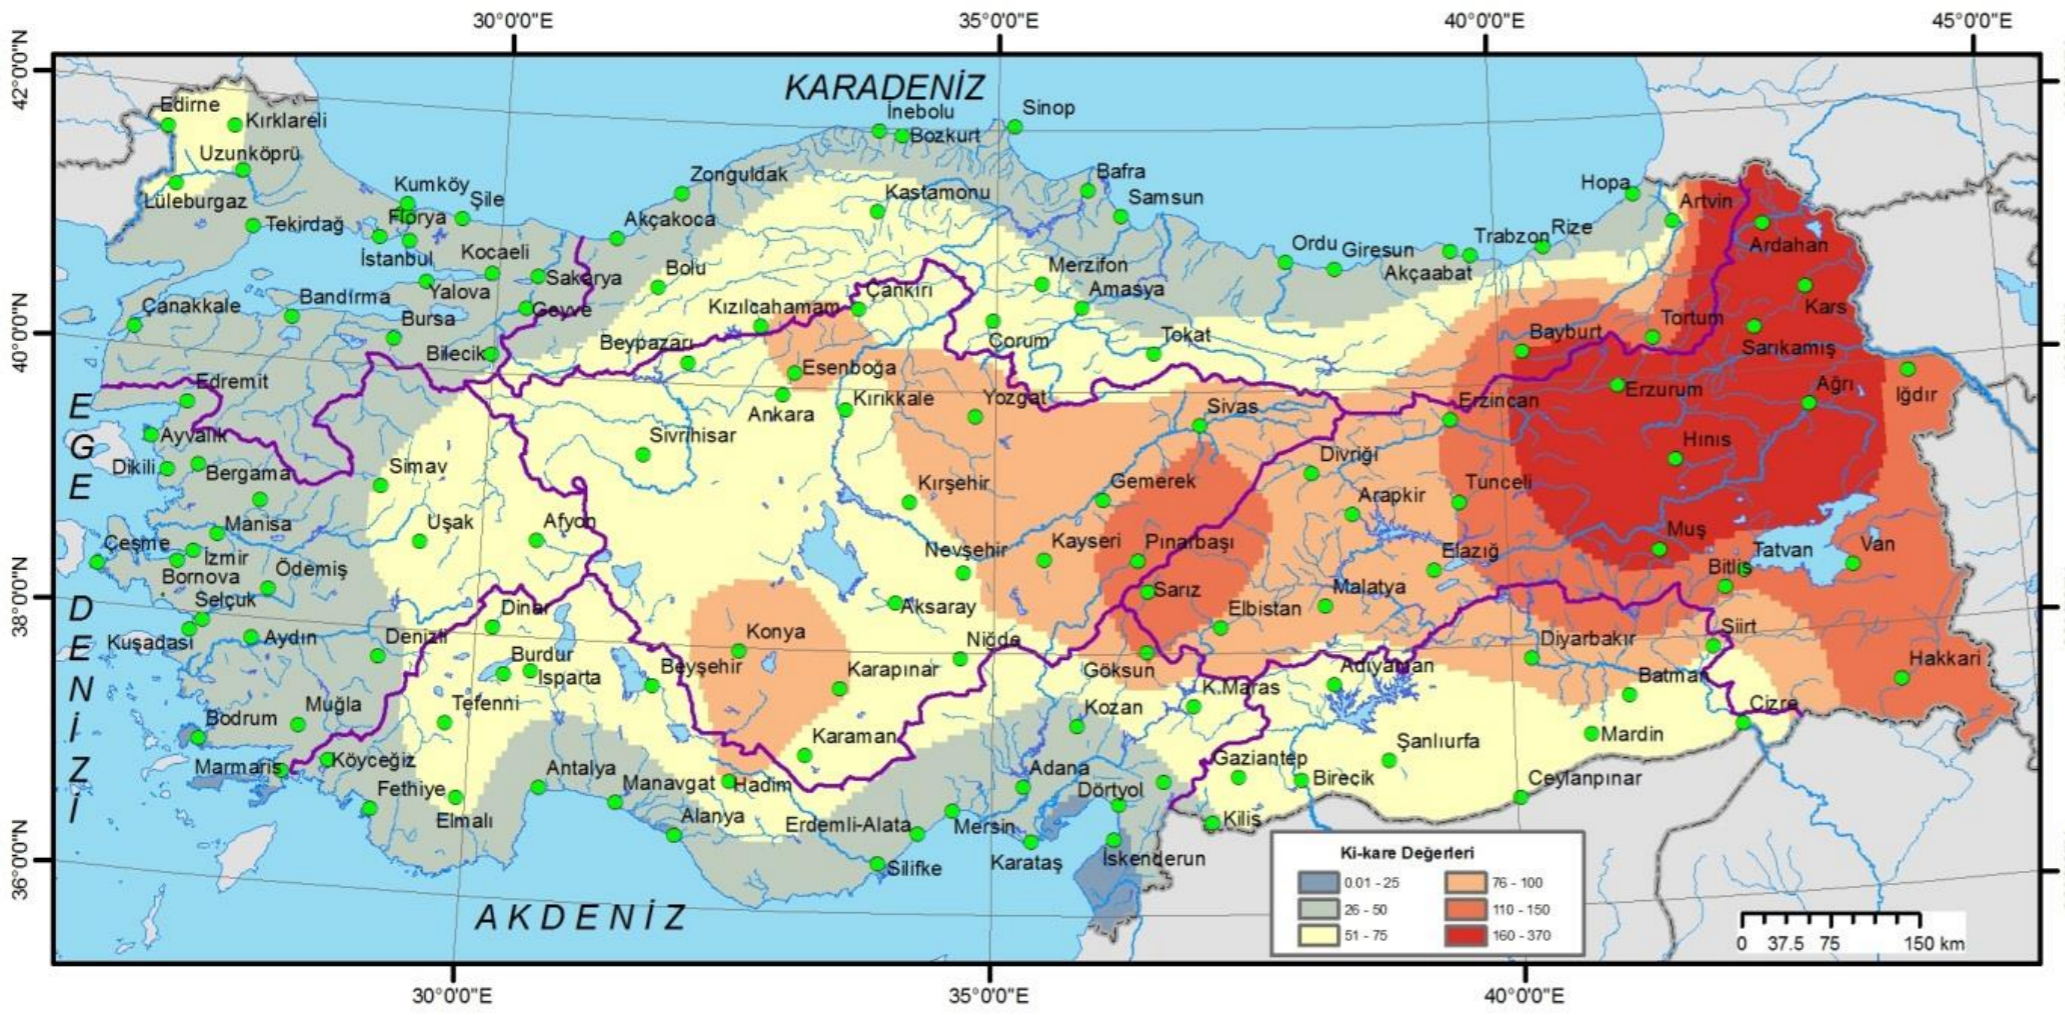 30°0'0"E 35°0'0"E 40°0'0"E 45°0'0"E
42°0'0"N
40°0'0"N
38°0'0"N
36°0'0"N
KARADENİZ
EGE DENİZİ
AKDENİZ
Edirne
Kırklareli
Uzunköprü
Lüleburgaz
Tekirdağ
Kumköy
Florya
Şile
İstanbul
Kocaeli
Yalova
Sakarya
Geyve
Çanakkale
Bandırma
Bursa
Bilecik
Zonguldak
Akçakoca
Bolu
İnebolu
Bozkurt
Sinop
Kastamonu
Bafra
Samsun
Merzifon
Amasya
Kızılcahamam
Çankırı
Çorum
Tokat
Ordu
Giresun
Akçaabat
Trabzon
Rize
Hopa
Artvin
Ardahan
Kars
Sarıkamış
Bayburt
Tortum
Erzurum
Ağrı
Iğdır
Hınıs
Erzincan
Edremit
Ayvalık
Dikili
Bergama
Manisa
Çeşme
İzmir
Bornova
Ödemiş
Selçuk
Kuşadası
Aydın
Denizli
Simav
Uşak
Afyon
Beypazarı
Esenboğa
Ankara
Kırıkkale
Sivrihisar
Yozgat
Sivas
Kırşehir
Gemerek
Divriği
Arapkir
Tunceli
Nevşehir
Kayseri
Pınarbaşı
Sarız
Elazığ
Muş
Tatvan
Van
Bitlis
Malatya
Elbistan
Aksaray
Niğde
Göksun
Dinar
Burdur
Isparta
Beyşehir
Konya
Karapınar
Tefenni
Bodrum
Muğla
Marmaris
Köyceğiz
Fethiye
Elmalı
Antalya
Manavgat
Alanya
Hadim
Karaman
Erdemli-Alata
Silifke
Mersin
Karataş
Adana
Dörtyol
İskenderun
Kozan
K.Maraş
Adıyaman
Gaziantep
Kilis
Birecik
Şanlıurfa
Ceylanpınar
Mardin
Batman
Diyarbakır
Siirt
Cizre
Hakkari
Ki-kare Değerleri
0.01 - 25
26 - 50
51 - 75
76 - 100
110 - 150
160 - 370
0 37.5 75 150 km
30°0'0"E 35°0'0"E 40°0'0"E